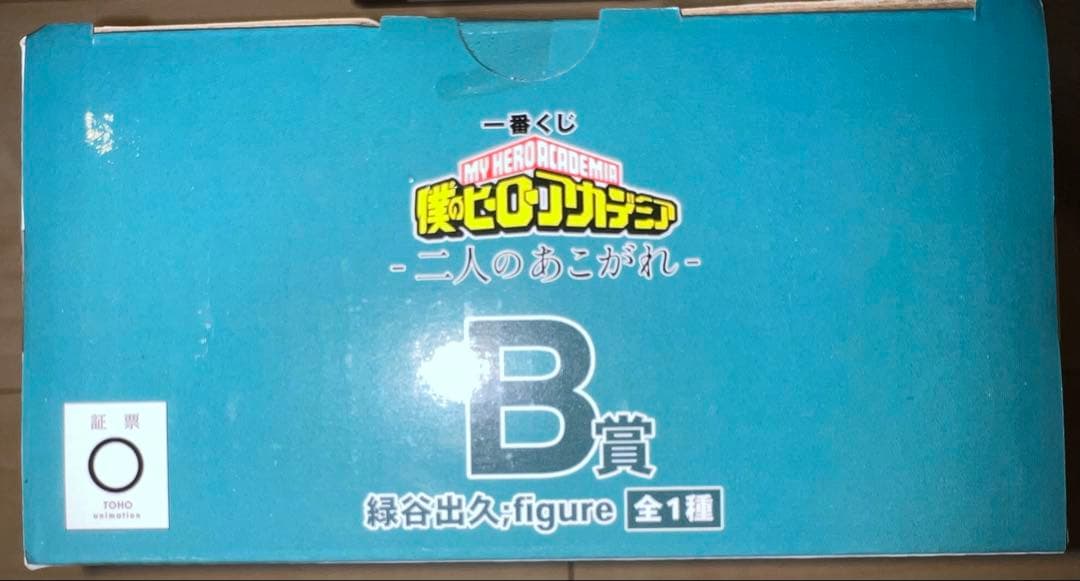 一番くじ
MY HERO ACADEMIA
僕のヒーローアカデミア
-二人のあこがれ-
B賞
緑谷出久;figure 全1種
証票
TOHO
animation